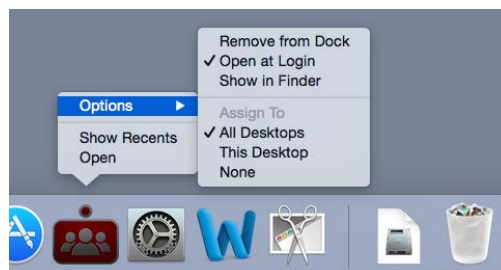 Options
Show Recents
Open
Remove from Dock
✓ Open at Login
Show in Finder
Assign To
✓ All Desktops
This Desktop
None
W